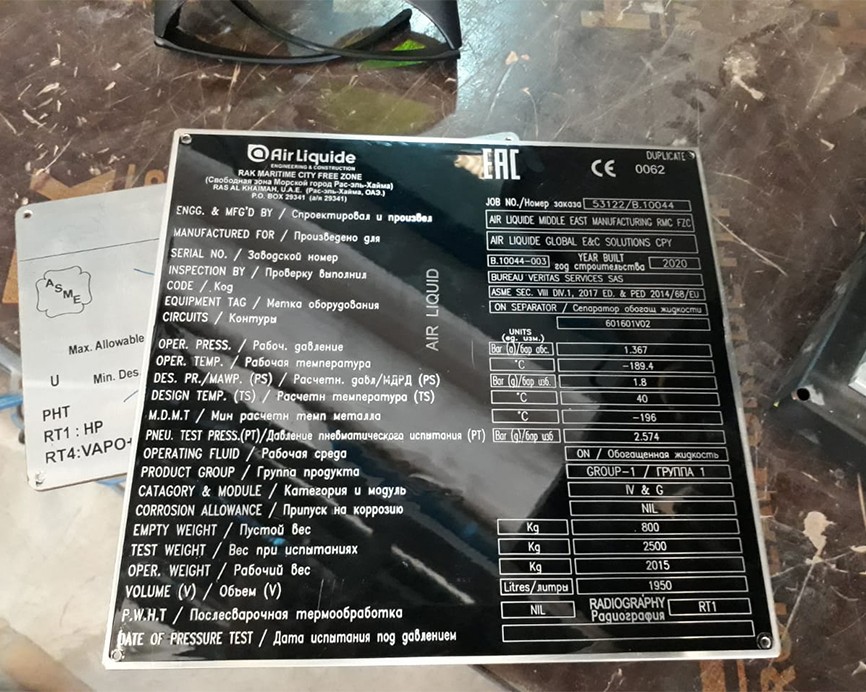 Air Liquide
ENGINEERING & CONSTRUCTION
RAK MARITIME CITY FREE ZONE
(Свободная зона Морской город Рас-эль-Хайма)
RAS AL KHAIMAH, U.A.E. (Рас-эль-Хайма, ОАЭ.)
P.O. BOX 29341 (а/я 29341)
EAC
CE 0062
DUPLICATE
JOB NO./Номер заказа 53122/B.10044
ENGG. & MFG'D BY / Спроектировал и произвел AIR LIQUIDE MIDDLE EAST MANUFACTURING RMC FZC
MANUFACTURED FOR / Произведено для AIR LIQUIDE GLOBAL E&C SOLUTIONS CPY
SERIAL NO. / Заводской номер B.10044-003 YEAR BUILT год строительства 2020
INSPECTION BY / Проверку выполнил BUREAU VERITAS SERVICES SAS
CODE / Код ASME SEC. VIII DIV.1, 2017 ED. & PED 2014/68/EU
EQUIPMENT TAG / Метка оборудования ON SEPARATOR / Сепаратор обогащ жидкости
CIRCUITS / Контуры 601601V02
AIR LIQUID
UNITS
(ед. изм.)
OPER. PRESS. / Рабоч. давление Bar (a)/бар абс. 1.367
OPER. TEMP. / Рабочая температура °C -189.4
DES. PR./MAWP. (PS) / Расчетн. давл/НДРД (PS) Bar (g)/бар изб. 1.8
DESIGN TEMP. (TS) / Расчетн температура (TS) °C 40
M.D.M.T / Мин расчетн темп металла °C -196
PNEU. TEST PRESS.(PT)/Давление пневматического испытания (PT) Bar (g)/бар изб 2.574
OPERATING FLUID / Рабочая среда ON / Обогащенная жидкость
PRODUCT GROUP / Группа продукта GROUP-1 / ГРУППА 1
CATAGORY & MODULE / Категория и модуль IV & G
CORROSION ALLOWANCE / Припуск на коррозию NIL
EMPTY WEIGHT / Пустой вес Kg 800
TEST WEIGHT / Вес при испытаниях Kg 2500
OPER. WEIGHT / Рабочий вес Kg 2015
VOLUME (V) / Объем (V) Litres/литры 1950
P.W.H.T / Послесварочная термообработка NIL RADIOGRAPHY Радиография RT1
DATE OF PRESSURE TEST / Дата испытания под давлением
ASME
Max. Allowable
U Min. Des
PHT
RT1 : HP
RT4:VAPO